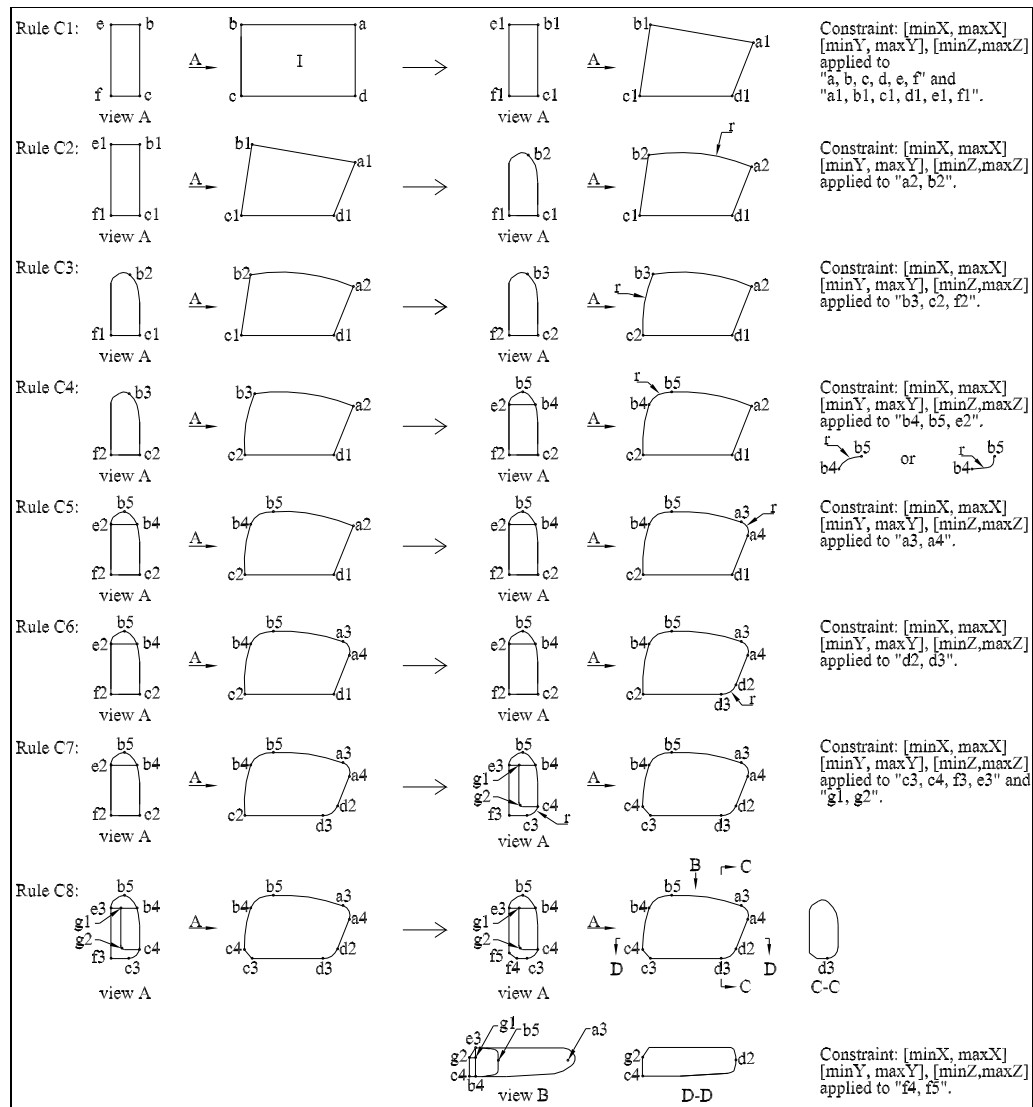 Rule C1:
e b
A
f c
view A
b a
I
c d
e1 b1
A
f1 c1
view A
b1
a1
c1 d1
Constraint: [minX, maxX]
[minY, maxY], [minZ,maxZ]
applied to
"a, b, c, d, e, f" and
"a1, b1, c1, d1, e1, f1".
Rule C2:
e1 b1
A
f1 c1
view A
b1
a1
c1 d1
b2
A
f1 c1
view A
r
b2
a2
c1 d1
Constraint: [minX, maxX]
[minY, maxY], [minZ,maxZ]
applied to "a2, b2".
Rule C3:
b2
A
f1 c1
view A
b2
a2
c1 d1
b3
A
f2 c2
view A
b3
a2
r
c2 d1
Constraint: [minX, maxX]
[minY, maxY], [minZ,maxZ]
applied to "b3, c2, f2".
Rule C4:
b3
A
f2 c2
view A
b3
a2
c2 d1
b5
e2 b4
A
f2 c2
view A
r b5
b4 a2
c2 d1
Constraint: [minX, maxX]
[minY, maxY], [minZ,maxZ]
applied to "b4, b5, e2".
r b5
b4
or
r b5
b4
Rule C5:
b5
e2 b4
A
f2 c2
view A
b5
b4 a2
c2 d1
b5
e2 b4
A
f2 c2
view A
b5
a3 r
b4 a4
c2 d1
Constraint: [minX, maxX]
[minY, maxY], [minZ,maxZ]
applied to "a3, a4".
Rule C6:
b5
e2 b4
A
f2 c2
view A
b5
a3
b4 a4
c2 d1
b5
e2 b4
A
f2 c2
view A
b5
a3
b4 a4
d2
c2 d3 r
Constraint: [minX, maxX]
[minY, maxY], [minZ,maxZ]
applied to "d2, d3".
Rule C7:
b5
e2 b4
A
f2 c2
view A
b5
a3
b4 a4
d2
c2 d3
b5
e3 b4
g1
A
g2
c4
f3
c3 r
view A
b5
a3
b4 a4
c4 d2
c3 d3
Constraint: [minX, maxX]
[minY, maxY], [minZ,maxZ]
applied to "c3, c4, f3, e3" and
"g1, g2".
Rule C8:
b5
e3 b4
g1
A
g2
c4
f3 c3
view A
b5
a3
b4 a4
c4 d2
c3 d3
b5
e3 b4
g1
A
g2
f5 c4
f4 c3
view A
B C
b5
a3
b4 a4
c4 d2
D D
c3 d3
C
d3
C-C
g1
e3 b5 a3
g2
c4
b4
view B
g2 d2
c4
D-D
Constraint: [minX, maxX]
[minY, maxY], [minZ,maxZ]
applied to "f4, f5".